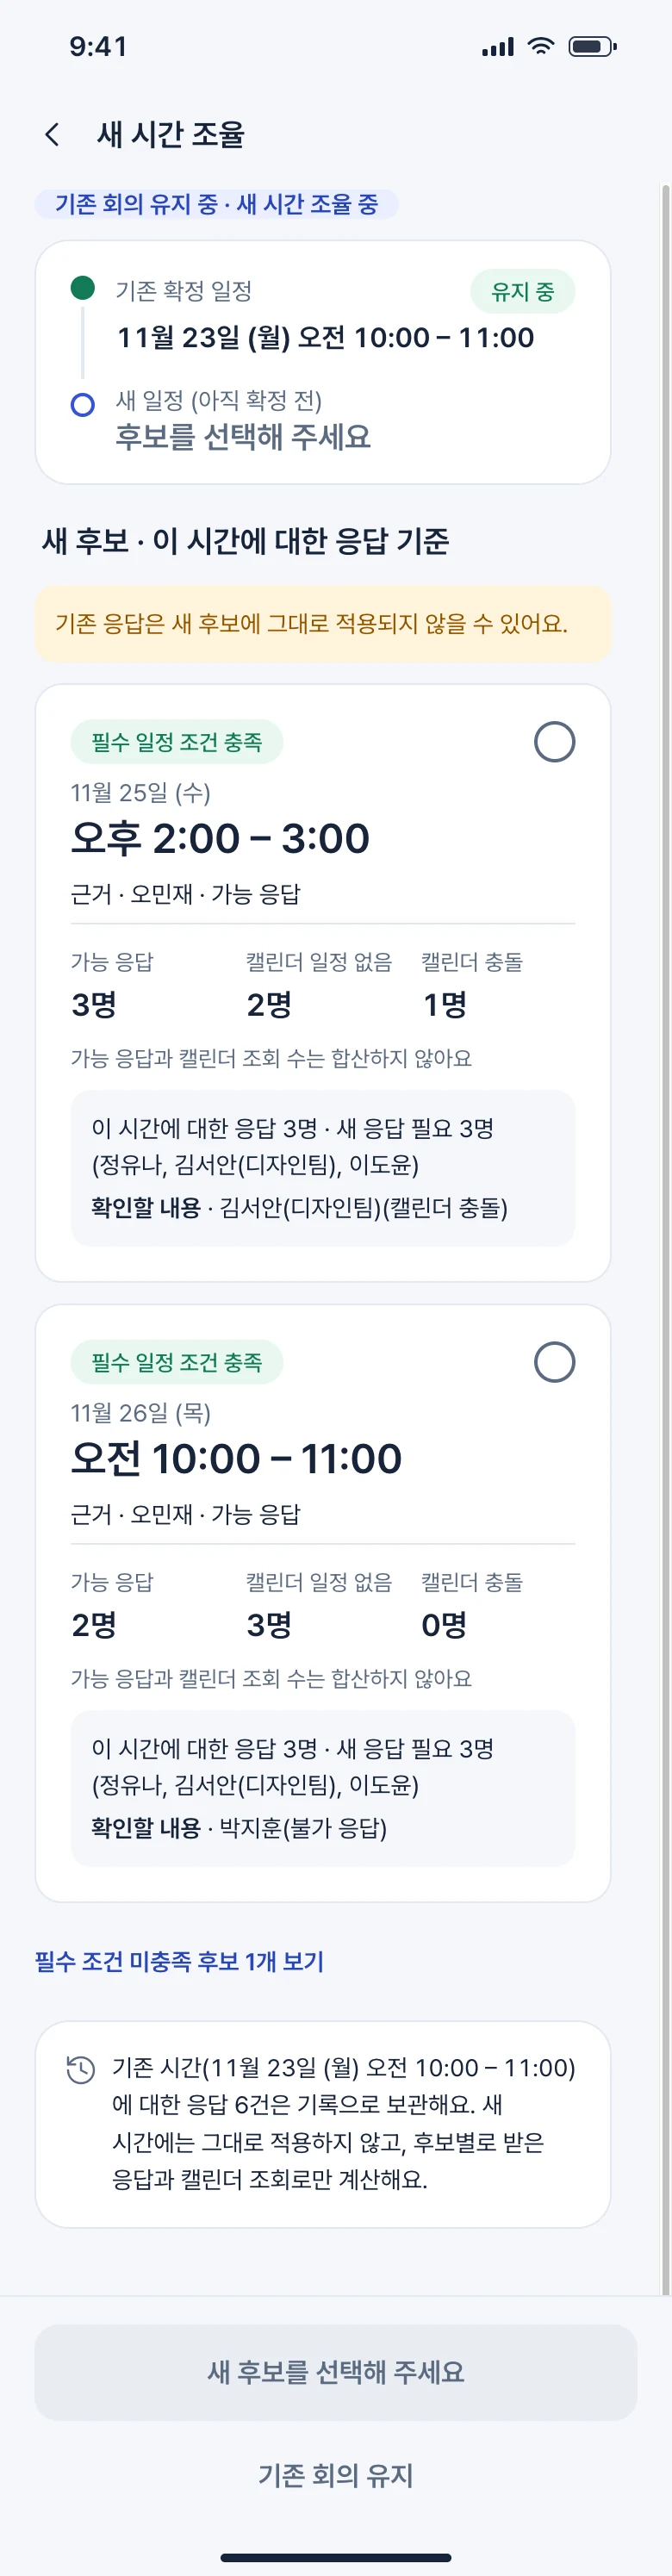 9:41
새 시간 조율
기존 회의 유지 중 · 새 시간 조율 중
기존 확정 일정
유지 중
11월 23일 (월) 오전 10:00 – 11:00
새 일정 (아직 확정 전)
후보를 선택해 주세요
새 후보 · 이 시간에 대한 응답 기준
기존 응답은 새 후보에 그대로 적용되지 않을 수 있어요.
필수 일정 조건 충족
11월 25일 (수)
오후 2:00 – 3:00
근거 · 오민재 · 가능 응답
가능 응답 캘린더 일정 없음 캘린더 충돌
3명 2명 1명
가능 응답과 캘린더 조회 수는 합산하지 않아요
이 시간에 대한 응답 3명 · 새 응답 필요 3명
(정유나, 김서안(디자인팀), 이도윤)
확인할 내용 · 김서안(디자인팀)(캘린더 충돌)
필수 일정 조건 충족
11월 26일 (목)
오전 10:00 – 11:00
근거 · 오민재 · 가능 응답
가능 응답 캘린더 일정 없음 캘린더 충돌
2명 3명 0명
가능 응답과 캘린더 조회 수는 합산하지 않아요
이 시간에 대한 응답 3명 · 새 응답 필요 3명
(정유나, 김서안(디자인팀), 이도윤)
확인할 내용 · 박지훈(불가 응답)
필수 조건 미충족 후보 1개 보기
기존 시간(11월 23일 (월) 오전 10:00 – 11:00)
에 대한 응답 6건은 기록으로 보관해요. 새
시간에는 그대로 적용하지 않고, 후보별로 받은
응답과 캘린더 조회로만 계산해요.
새 후보를 선택해 주세요
기존 회의 유지